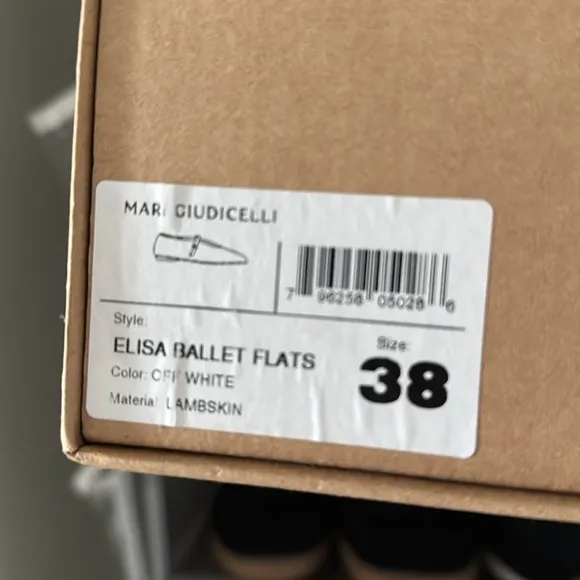 MARI GIUDICELLI
7 96258 05028 6
Style:
ELISA BALLET FLATS
Color: OFF WHITE
Material: LAMBSKIN
Size:
38